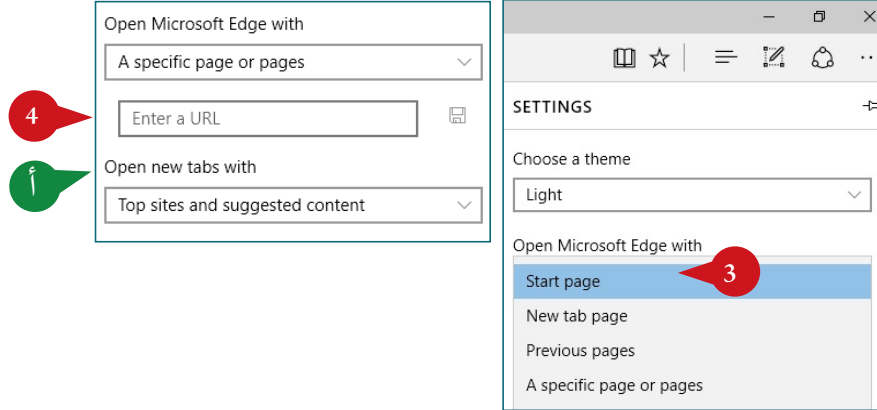 Open Microsoft Edge with
A specific page or pages
4
Enter a URL
Open new tabs with
أ
Top sites and suggested content
SETTINGS
Choose a theme
Light
Open Microsoft Edge with
Start page
3
New tab page
Previous pages
A specific page or pages